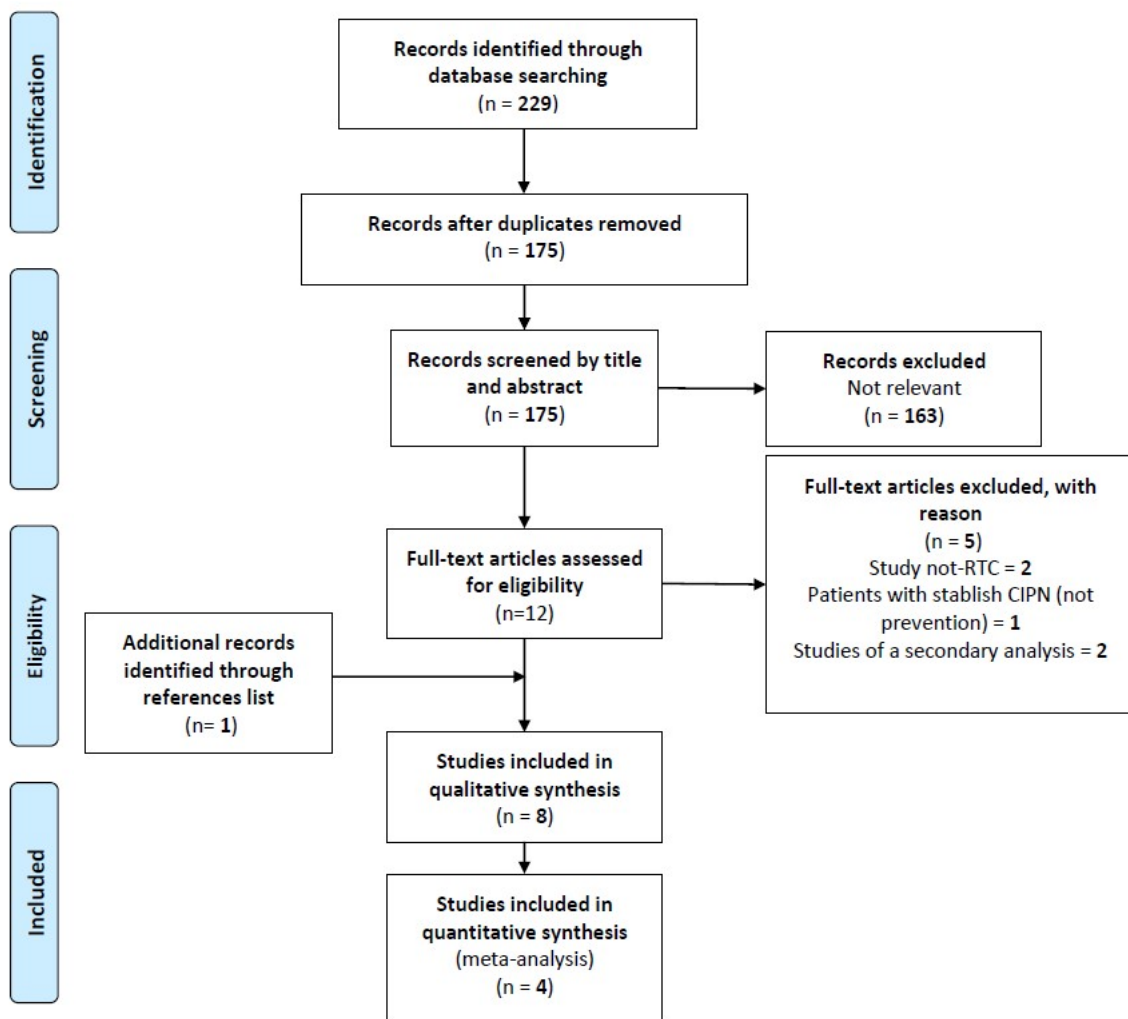 Identification
Records identified through
database searching
(n = 229)
Records after duplicates removed
(n = 175)
Screening
Records screened by title
and abstract
(n = 175)
Records excluded
Not relevant
(n = 163)
Eligibility
Full-text articles assessed
for eligibility
(n=12)
Full-text articles excluded, with
reason
(n = 5)
Study not-RTC = 2
Patients with stablish CIPN (not
prevention) = 1
Studies of a secondary analysis = 2
Additional records
identified through
references list
(n= 1)
Studies included in
qualitative synthesis
(n = 8)
Included
Studies included in
quantitative synthesis
(meta-analysis)
(n = 4)